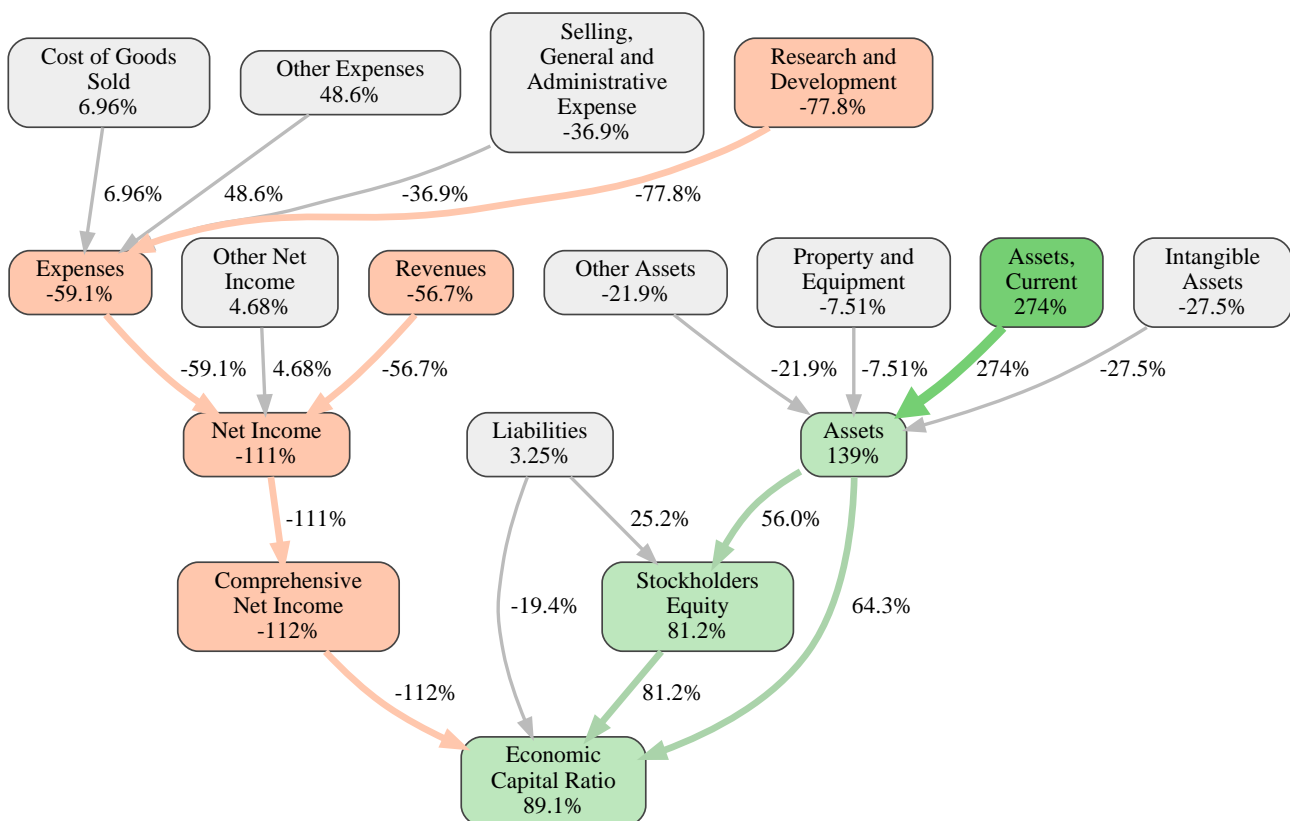 Cost of Goods
Sold
6.96%
Other Expenses
48.6%
Selling,
General and
Administrative
Expense
-36.9%
Research and
Development
-77.8%
6.96%
48.6%
-36.9%
-77.8%
Expenses
-59.1%
Other Net
Income
4.68%
Revenues
-56.7%
Other Assets
-21.9%
Property and
Equipment
-7.51%
Assets,
Current
274%
Intangible
Assets
-27.5%
-59.1%
4.68%
-56.7%
-21.9%
-7.51%
274%
-27.5%
Net Income
-111%
Liabilities
3.25%
Assets
139%
-111%
25.2%
56.0%
Comprehensive
Net Income
-112%
-19.4%
Stockholders
Equity
81.2%
64.3%
-112%
81.2%
Economic
Capital Ratio
89.1%